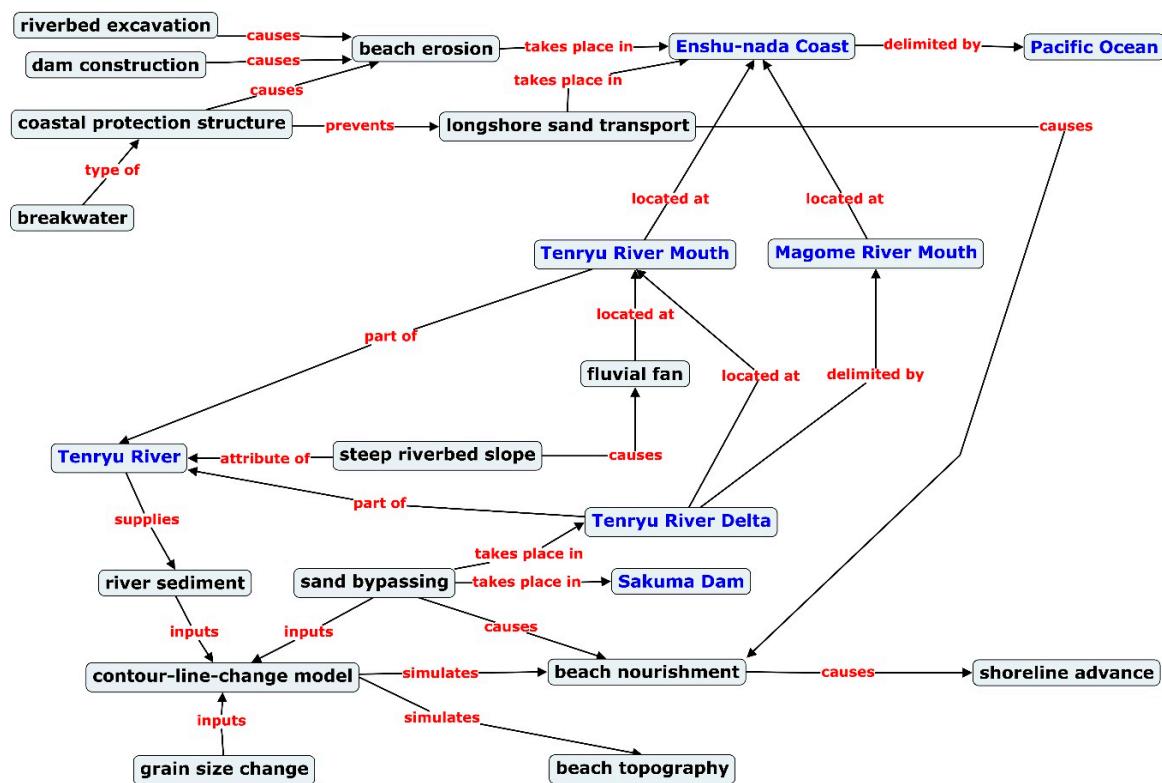 riverbed excavation
causes
beach erosion
takes place in
Enshu-nada Coast
delimited by
Pacific Ocean
dam construction
causes
takes place in
causes
coastal protection structure
prevents
longshore sand transport
causes
type of
breakwater
located at
located at
Tenryu River Mouth
Magome River Mouth
located at
part of
fluvial fan
located at
delimited by
Tenryu River
attribute of
steep riverbed slope
causes
part of
supplies
Tenryu River Delta
takes place in
river sediment
sand bypassing
takes place in
Sakuma Dam
inputs
inputs
causes
contour-line-change model
simulates
beach nourishment
causes
shoreline advance
inputs
simulates
grain size change
beach topography